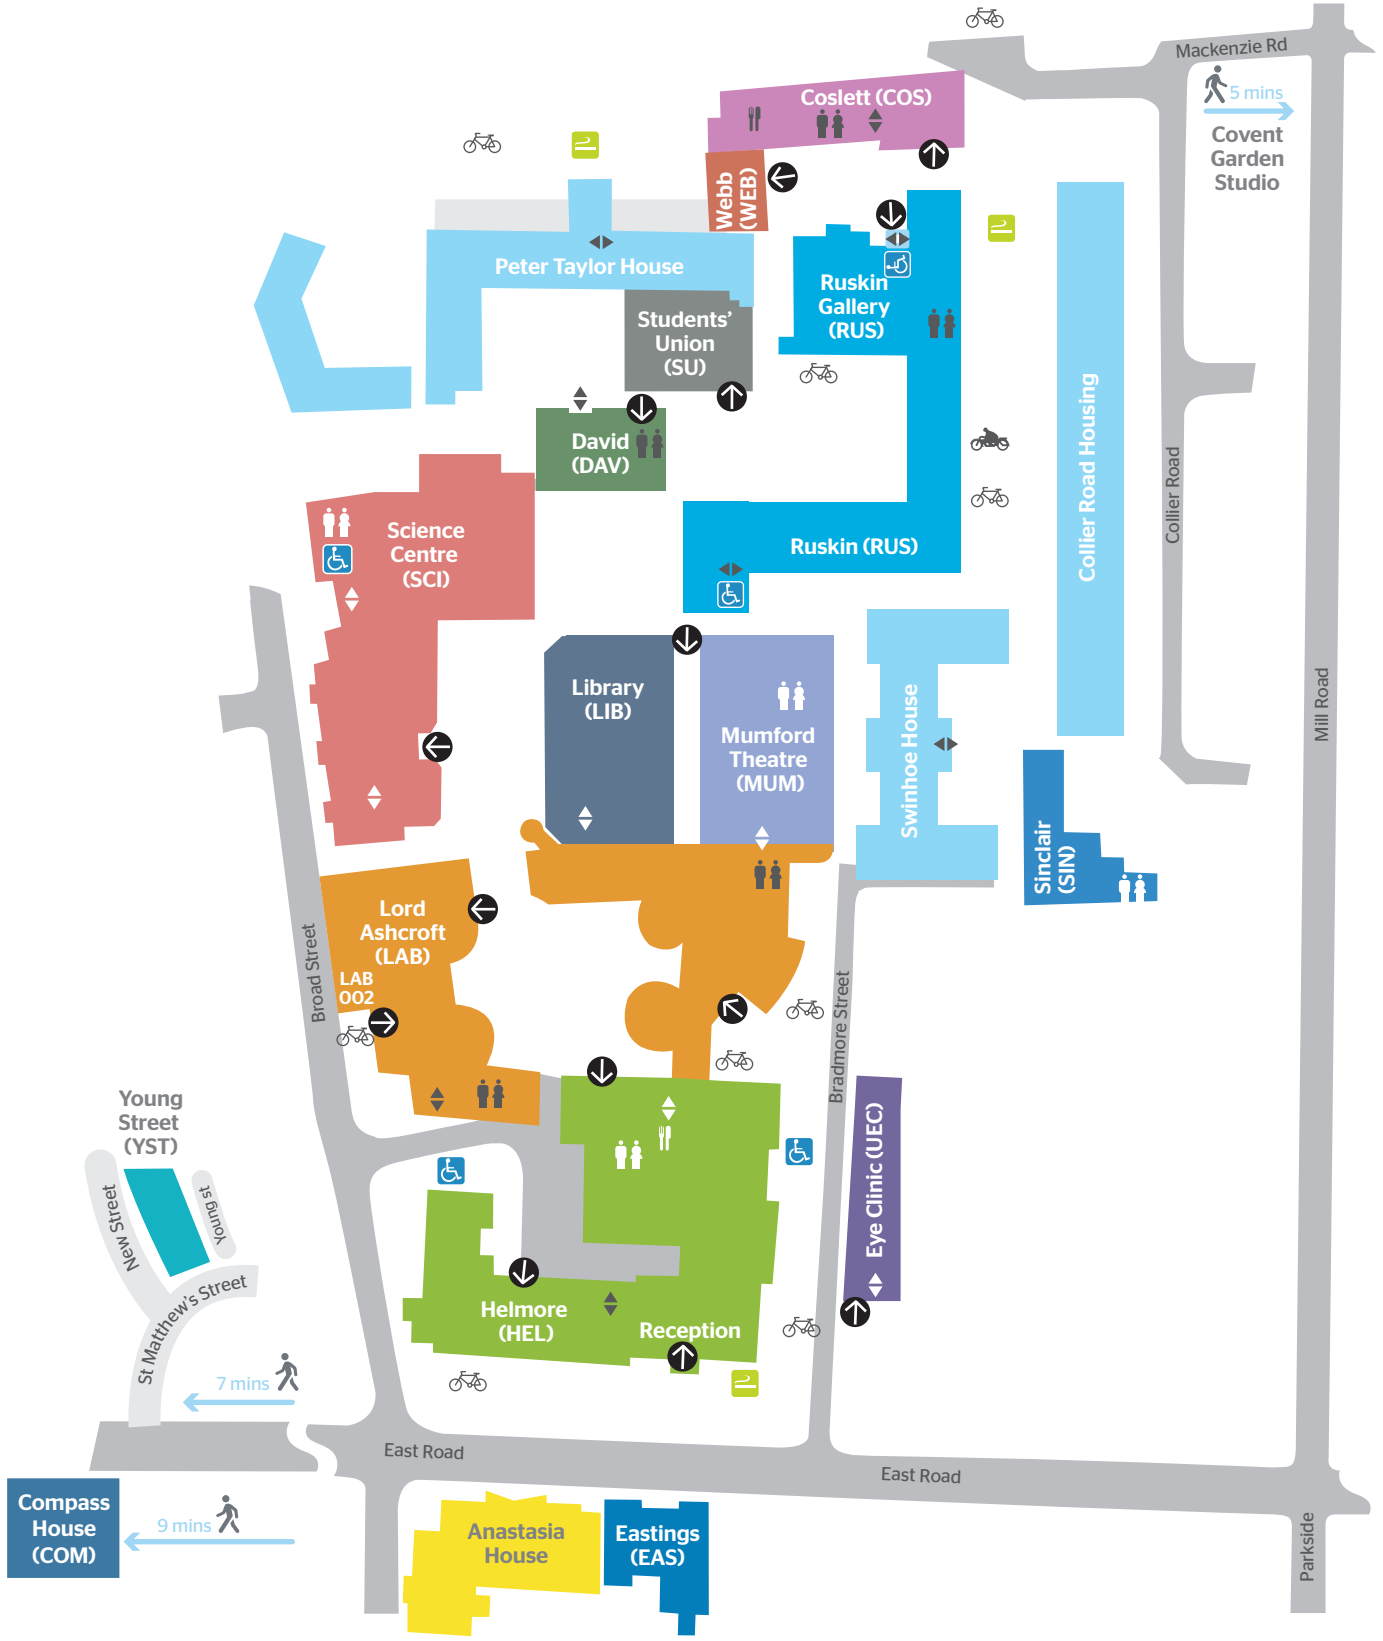 Mackenzie Rd
5 mins
Covent
Garden
Studio
Coslett (COS)
Webb
(WEB)
Peter Taylor House
Ruskin
Gallery
(RUS)
Students'
Union
(SU)
David
(DAV)
Collier Road Housing
Collier Road
Mill Road
Science
Centre
(SCI)
Ruskin (RUS)
Library
(LIB)
Mumford
Theatre
(MUM)
Swinhoe House
Sinclair
(SIN)
Lord
Ashcroft
(LAB)
LAB
002
Broad Street
Bradmore Street
Eye Clinic (UEC)
Young
Street
(YST)
New Street
Young st
St Matthew's Street
Helmore
(HEL)
Reception
7 mins
East Road
East Road
Compass
House
(COM)
9 mins
Anastasia
House
Eastings
(EAS)
Parkside